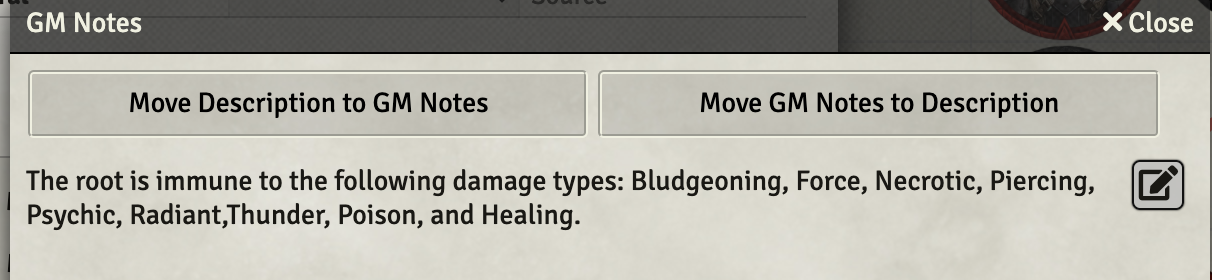 Source
GM Notes
Close
Move Description to GM Notes
Move GM Notes to Description
The root is immune to the following damage types: Bludgeoning, Force, Necrotic, Piercing,
Psychic, Radiant,Thunder, Poison, and Healing.